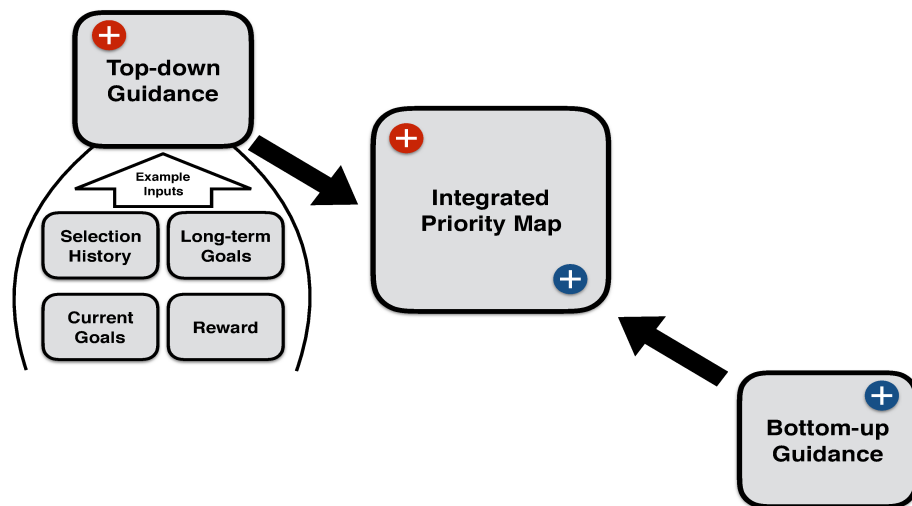 Top-down
Guidance
Example
Inputs
Selection
History
Long-term
Goals
Current
Goals
Reward
Integrated
Priority Map
Bottom-up
Guidance